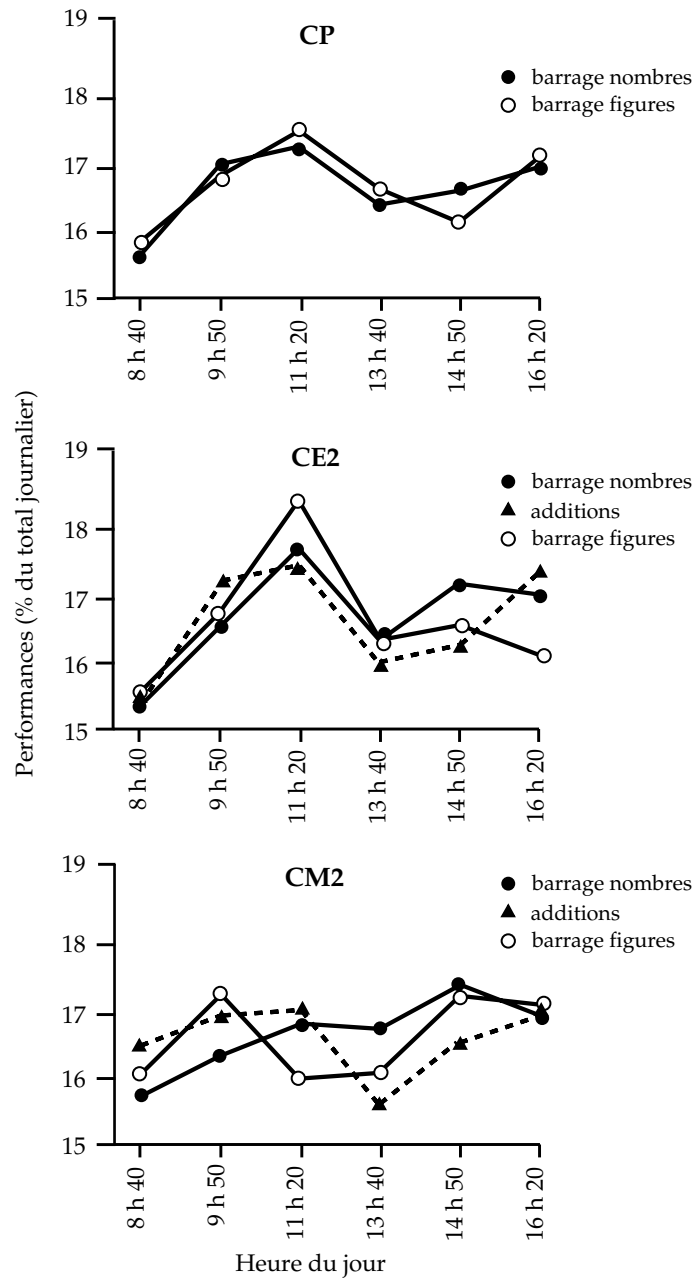 CP
barrage nombres
barrage figures
19
18
17
16
15
8 h 40
9 h 50
11 h 20
13 h 40
14 h 50
16 h 20
Performances (% du total journalier)
CE2
barrage nombres
additions
barrage figures
19
18
17
16
15
8 h 40
9 h 50
11 h 20
13 h 40
14 h 50
16 h 20
CM2
barrage nombres
additions
barrage figures
19
18
17
16
15
8 h 40
9 h 50
11 h 20
13 h 40
14 h 50
16 h 20
Heure du jour